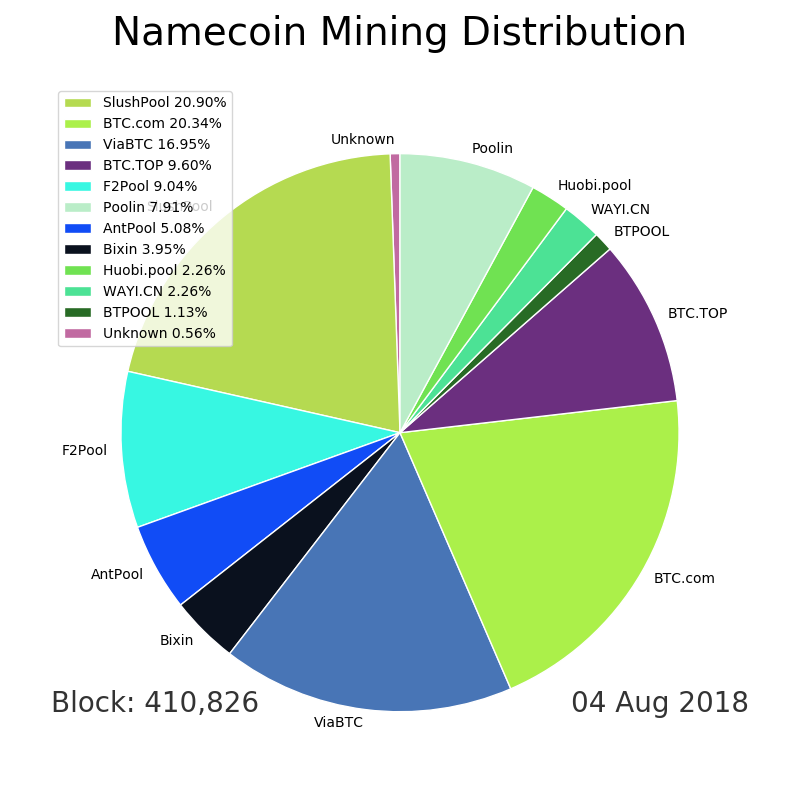 Namecoin Mining Distribution
SlushPool 20.90%
BTC.com 20.34%
ViaBTC 16.95%
BTC.TOP 9.60%
F2Pool 9.04%
Poolin 7.91%
AntPool 5.08%
Bixin 3.95%
Huobi.pool 2.26%
WAYI.CN 2.26%
BTPOOL 1.13%
Unknown 0.56%
Unknown
Poolin
Huobi.pool
WAYI.CN
BTPOOL
SlushPool
BTC.TOP
F2Pool
AntPool
BTC.com
Bixin
ViaBTC
Block: 410,826
04 Aug 2018